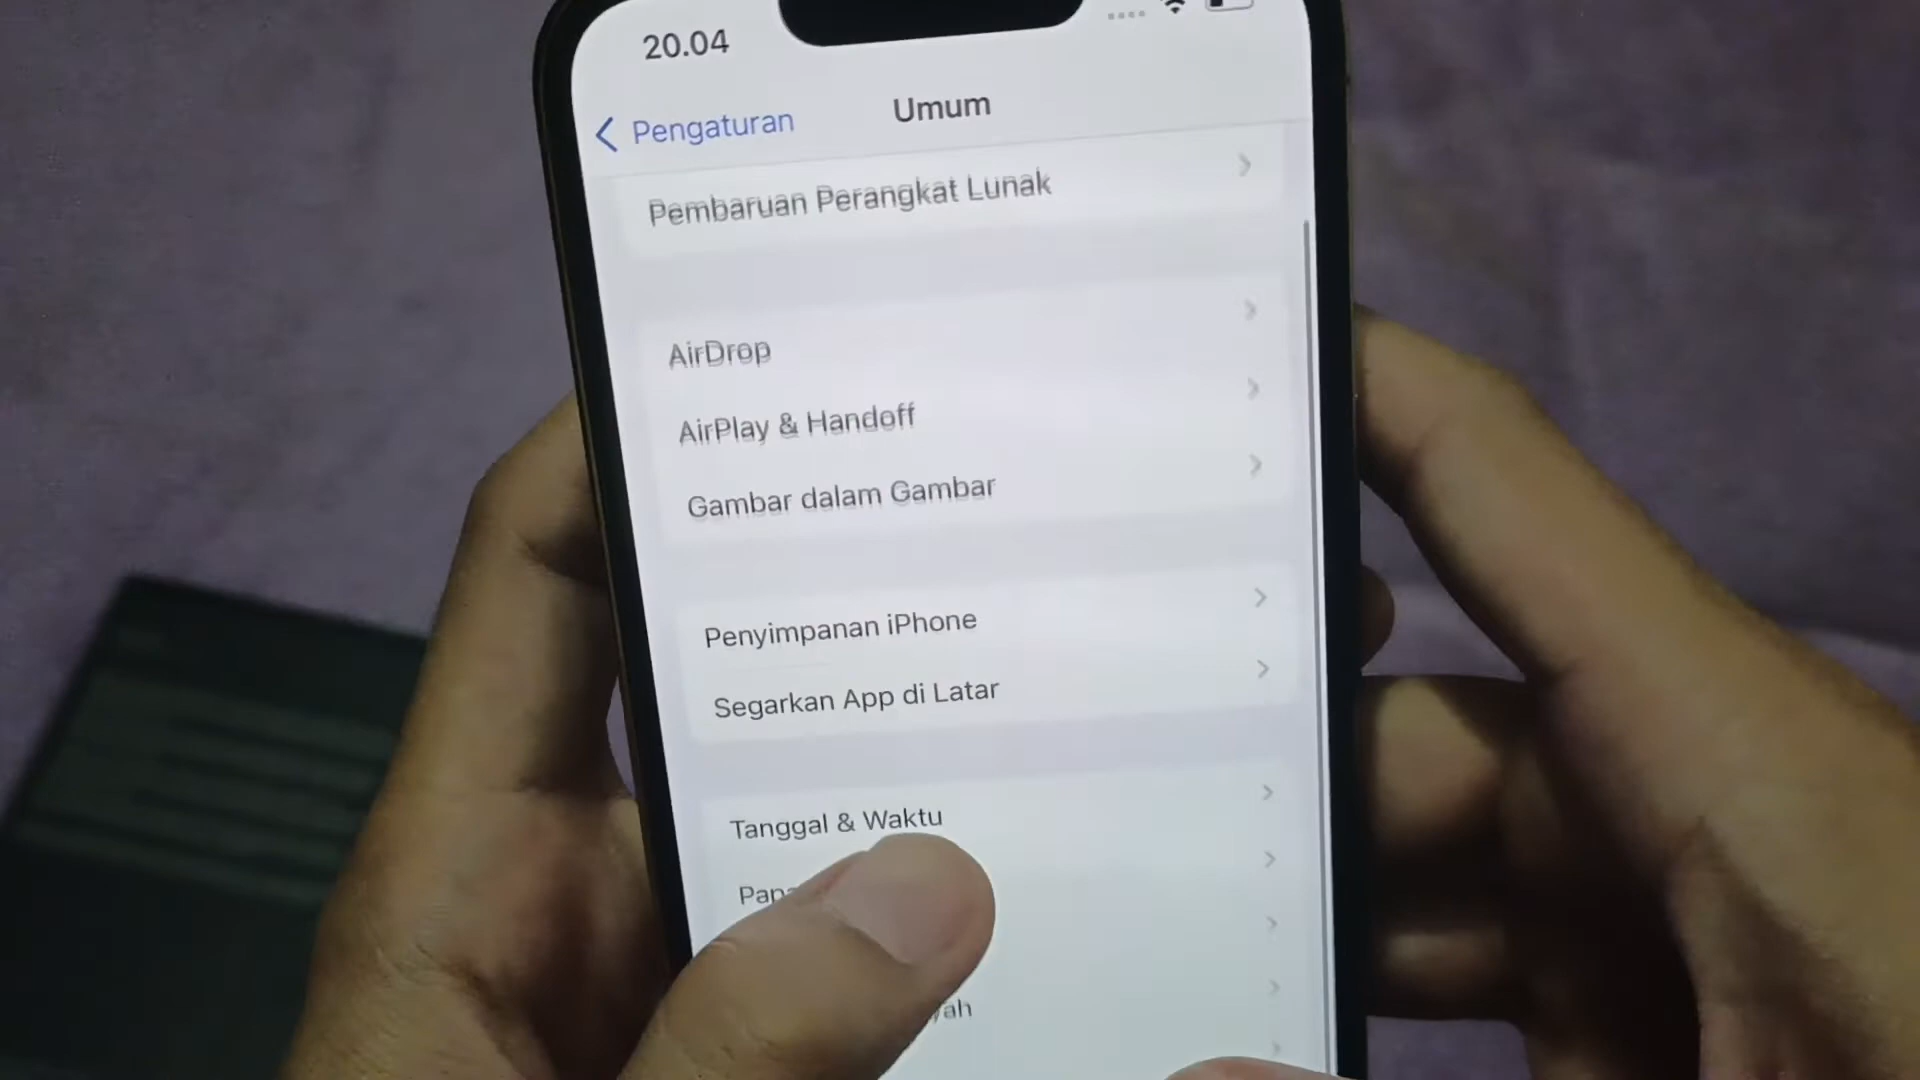 20.04
Pengaturan
Umum
Pembaruan Perangkat Lunak
AirDrop
AirPlay & Handoff
Gambar dalam Gambar
Penyimpanan iPhone
Segarkan App di Latar
Tanggal & Waktu